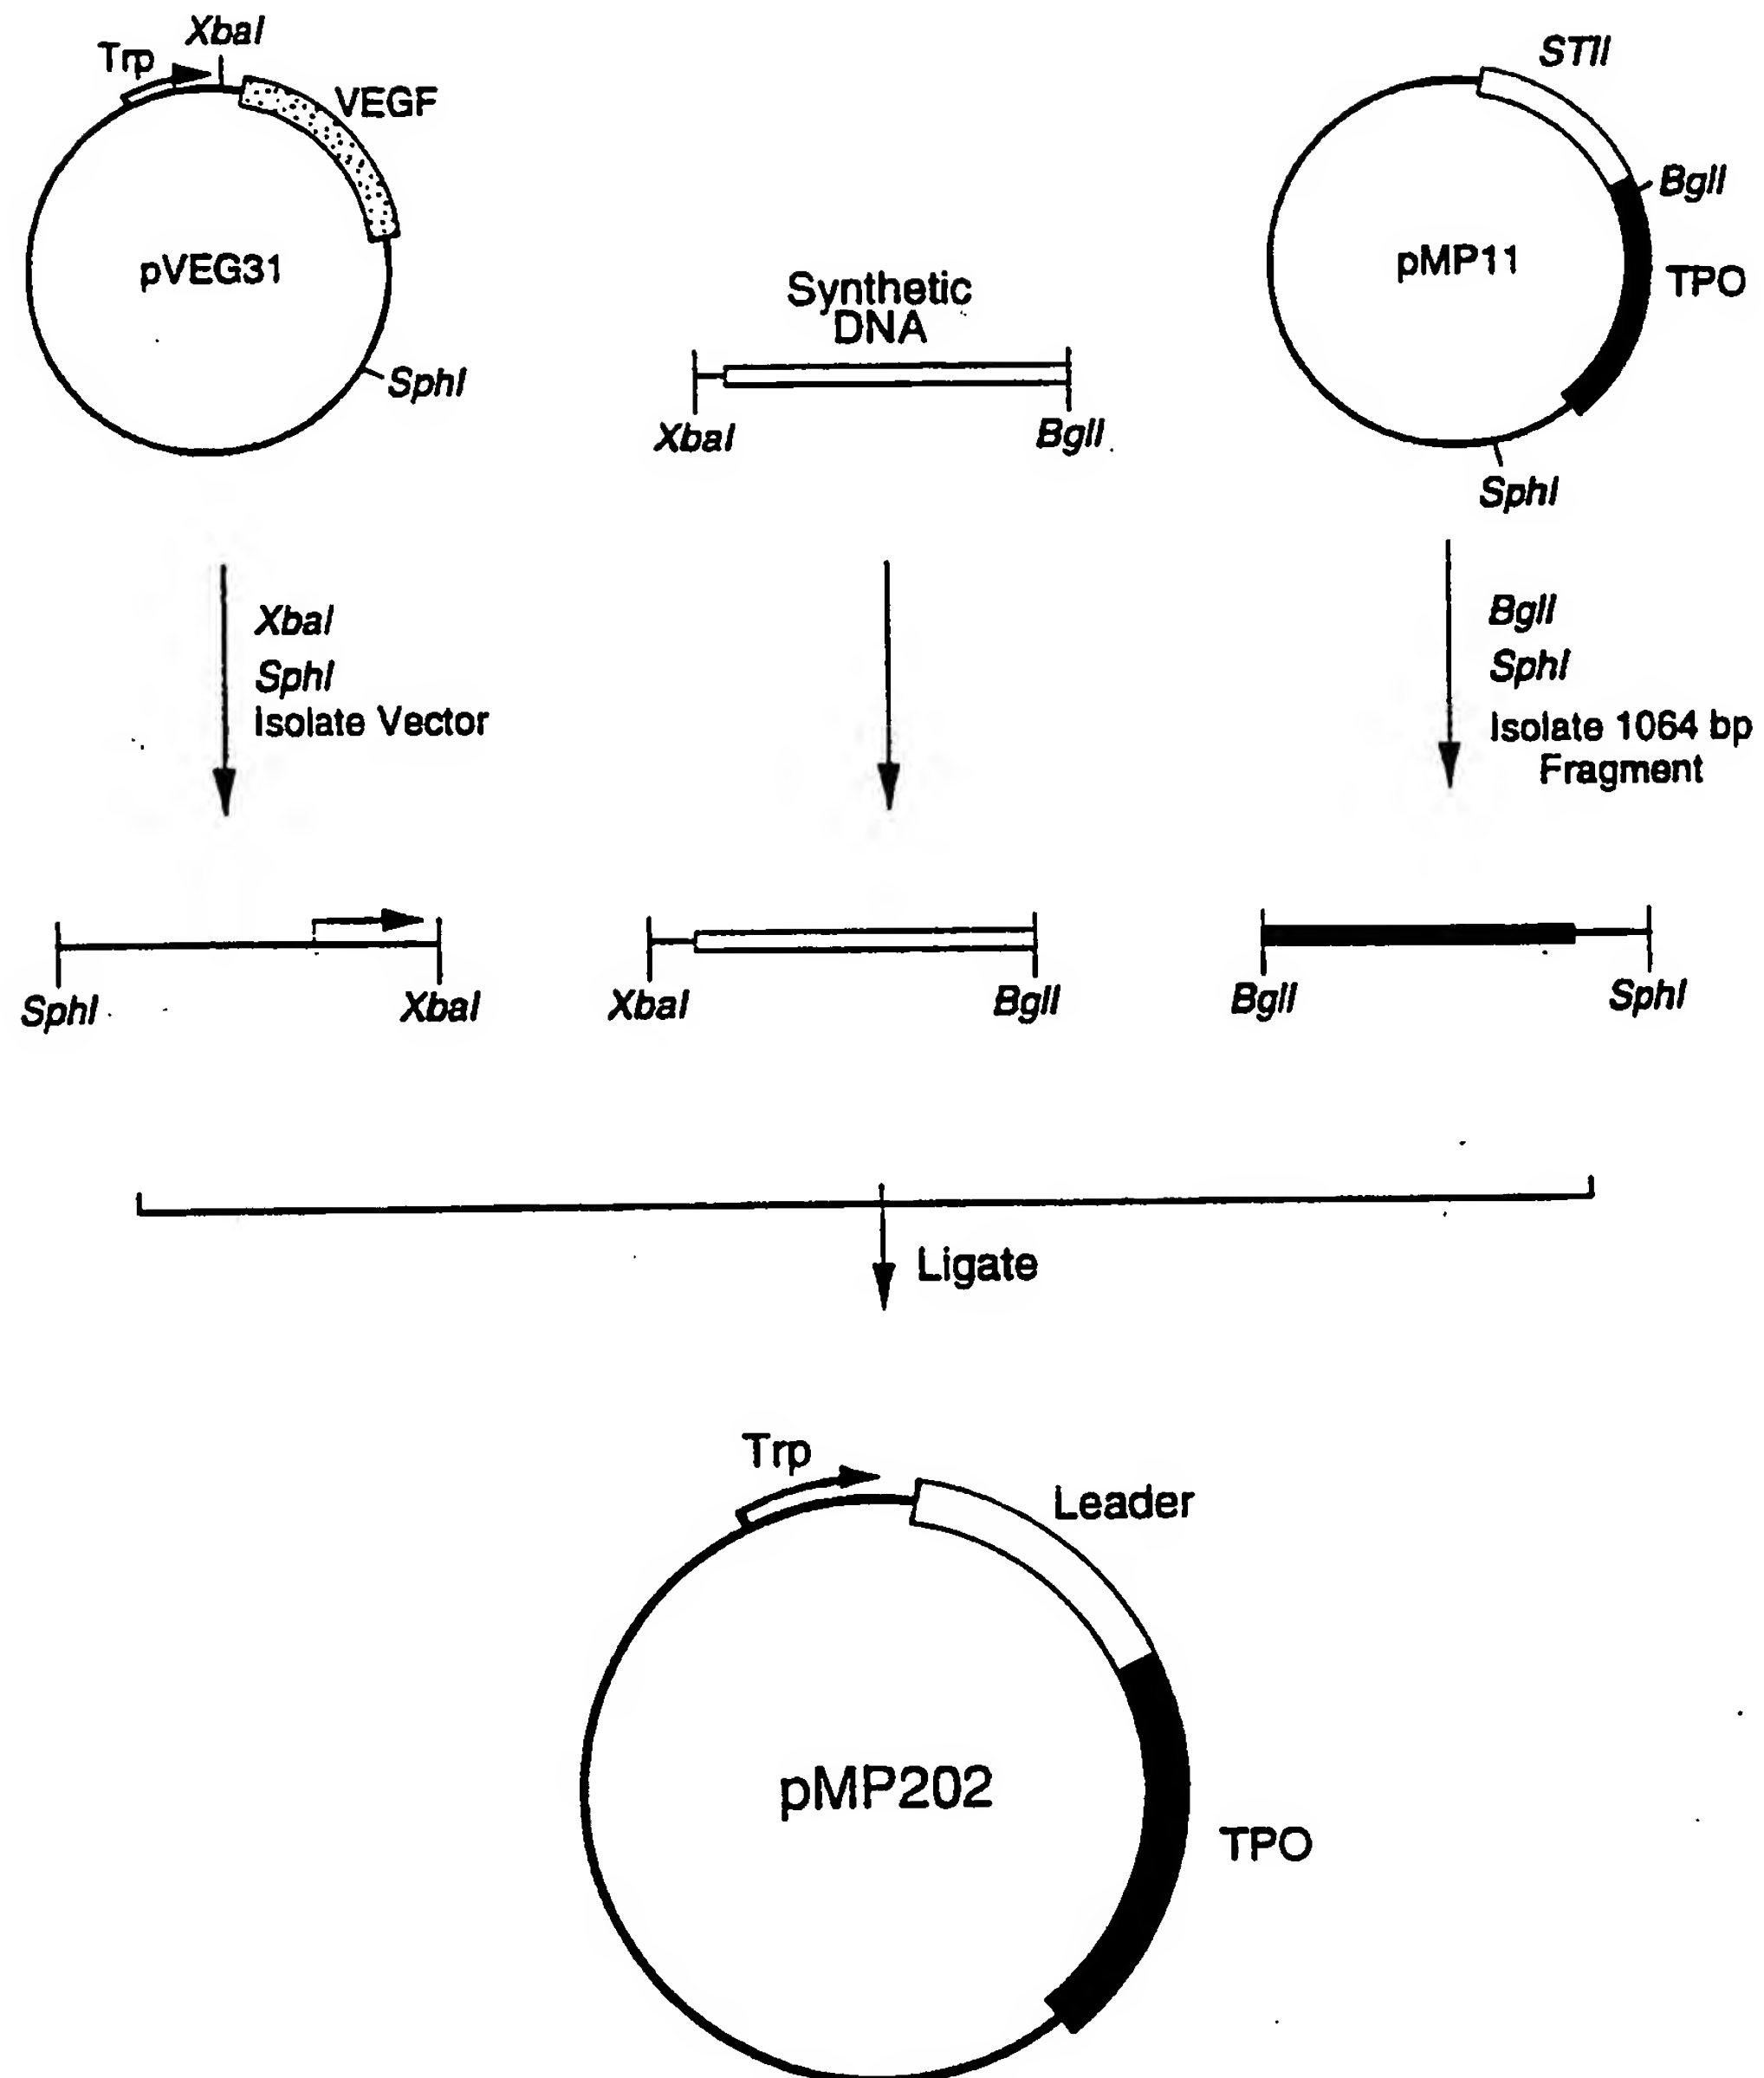 XbaI
Trp
VEGF
pVEG31
SphI
Synthetic
DNA
XbaI
BglI
STII
BglI
pMP11
TPO
SphI
XbaI
SphI
Isolate Vector
BglI
SphI
Isolate 1064 bp
Fragment
SphI
XbaI
XbaI
BglI
BglI
SphI
Ligate
Trp
Leader
pMP202
TPO